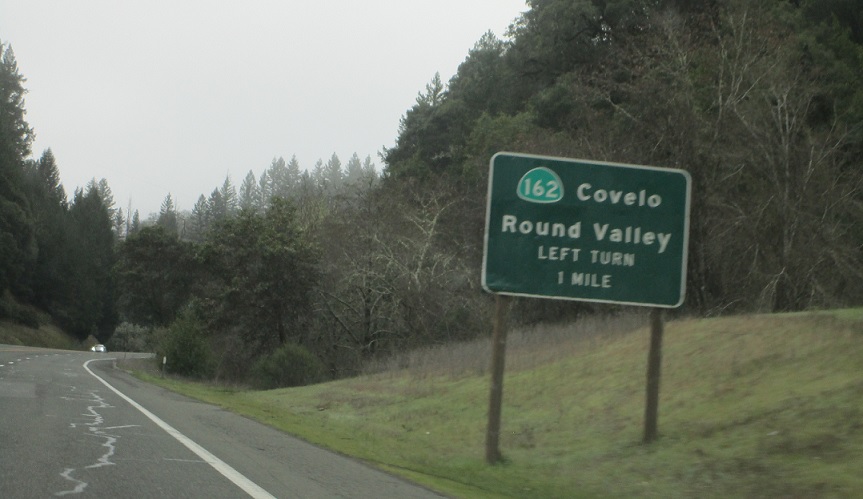 162 Covelo
Round Valley
LEFT TURN
1 MILE